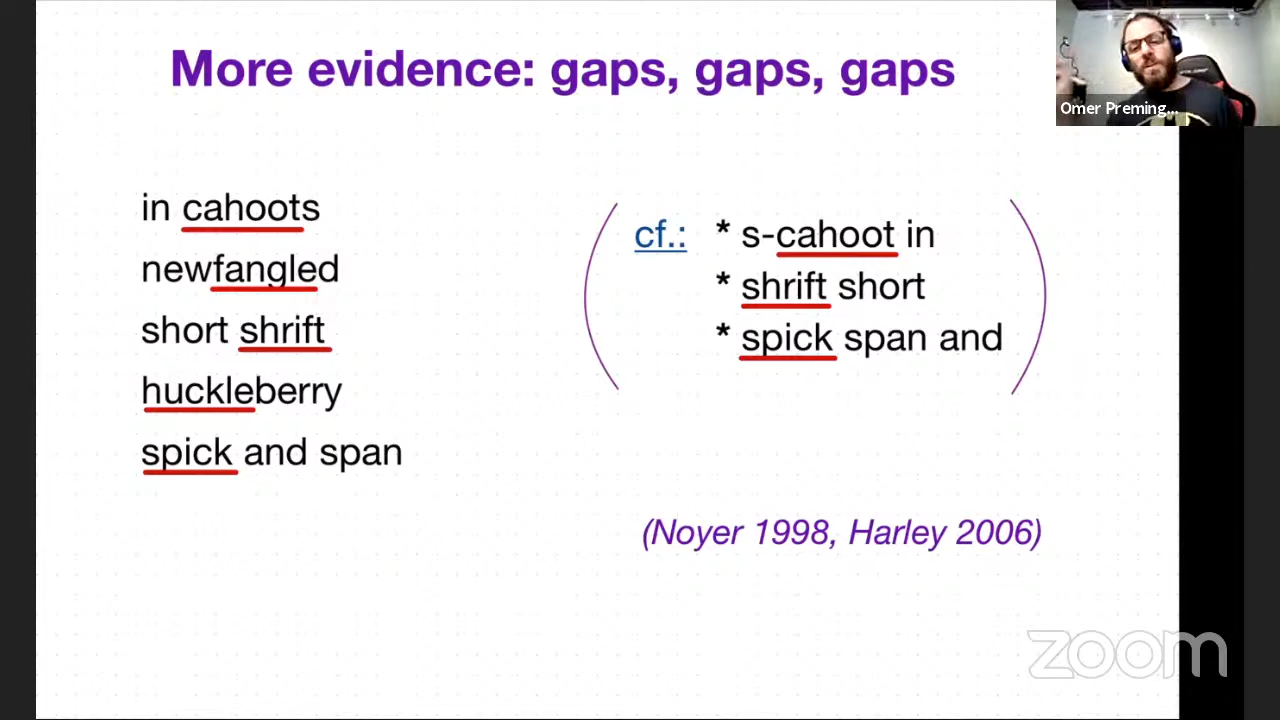 More evidence: gaps, gaps, gaps
Omer Preming...
in cahoots
newfangled
short shrift
huckleberry
spick and span
cf.: * s-cahoot in
* shrift short
* spick span and
(Noyer 1998, Harley 2006)
zoom